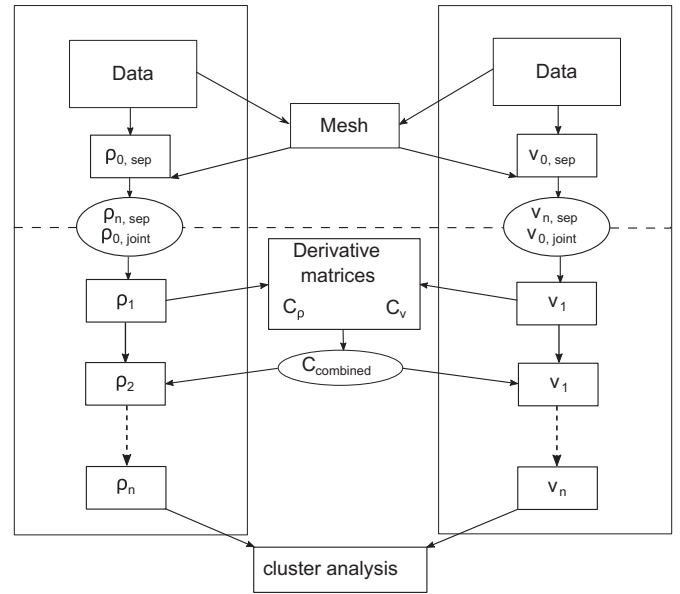 Data
Data
Mesh
ρ0, sep
v0, sep
ρn, sep
ρ0, joint
vn, sep
v0, joint
Derivative
matrices
Cρ Cv
ρ1
v1
Ccombined
ρ2
v1
ρn
vn
cluster analysis